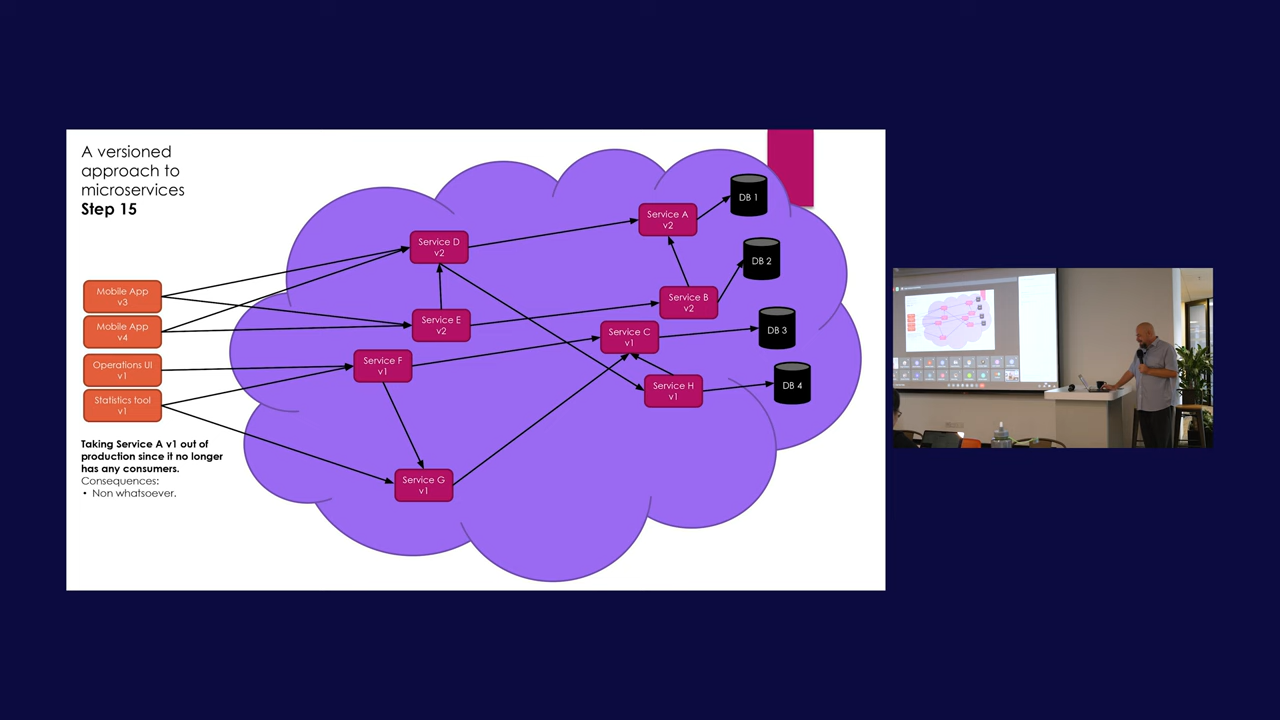 A versioned
approach to
microservices
Step 15
Mobile App
v3
Mobile App
v4
Operations UI
v1
Statistics tool
v1
Taking Service A v1 out of
production since it no longer
has any consumers.
Consequences:
• Non whatsoever.
Service D
v2
Service E
v2
Service F
v1
Service G
v1
Service A
v2
Service B
v2
Service C
v1
Service H
v1
DB 1
DB 2
DB 3
DB 4